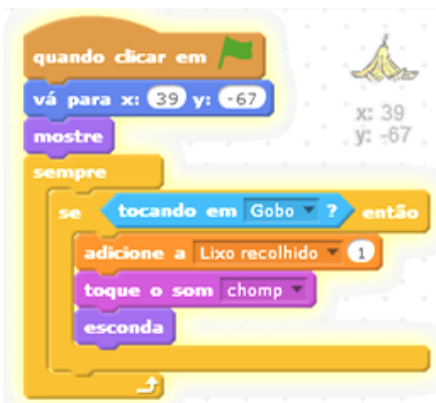 quando clicar em
vá para x: 39 y: -67
mostre
sempre
se tocando em Gobo ? então
adicione a Lixo recolhido 1
toque o som chomp
esconda
x: 39
y: -67